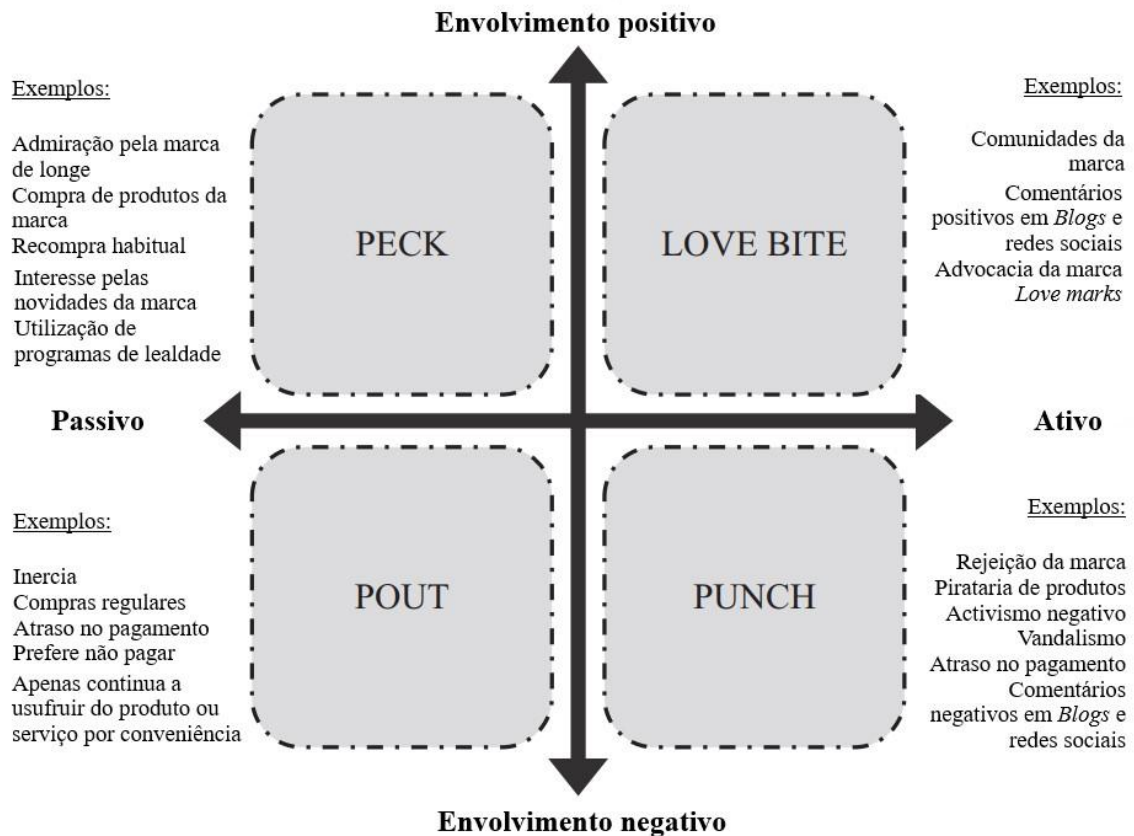 Envolvimento positivo
Exemplos:
Admiração pela marca
de longe
Compra de produtos da
marca
Recompra habitual
Interesse pelas
novidades da marca
Utilização de
programas de lealdade
PECK
LOVE BITE
Exemplos:
Comunidades da
marca
Comentários
positivos em Blogs e
redes sociais
Advocacia da marca
Love marks
Passivo
Ativo
Exemplos:
Inercia
Compras regulares
Atraso no pagamento
Prefere não pagar
Apenas continua a
usufruir do produto ou
serviço por conveniência
POUT
PUNCH
Exemplos:
Rejeição da marca
Pirataria de produtos
Activismo negativo
Vandalismo
Atraso no pagamento
Comentários
negativos em Blogs e
redes sociais
Envolvimento negativo